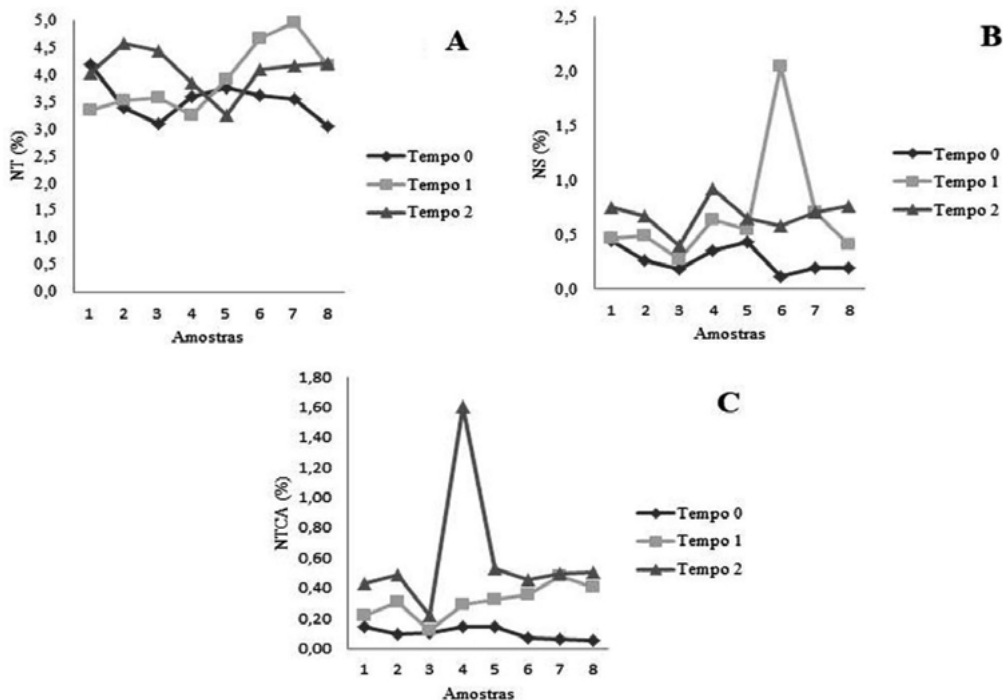 A
NT (%)
5,0
4,5
4,0
3,5
3,0
2,5
2,0
1,5
1,0
0,5
0,0
1 2 3 4 5 6 7 8
Amostras
Tempo 0
Tempo 1
Tempo 2
B
NS (%)
2,5
2,0
1,5
1,0
0,5
0,0
1 2 3 4 5 6 7 8
Amostras
Tempo 0
Tempo 1
Tempo 2
C
NTCA (%)
1,80
1,60
1,40
1,20
1,00
0,80
0,60
0,40
0,20
0,00
1 2 3 4 5 6 7 8
Amostras
Tempo 0
Tempo 1
Tempo 2